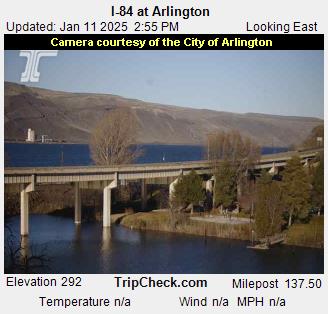 I-84 at Arlington
Updated: Jan 11 2025 2:55 PM Looking East
Camera courtesy of the City of Arlington
Elevation 292 TripCheck.com Milepost 137.50
Temperature n/a Wind n/a MPH n/a